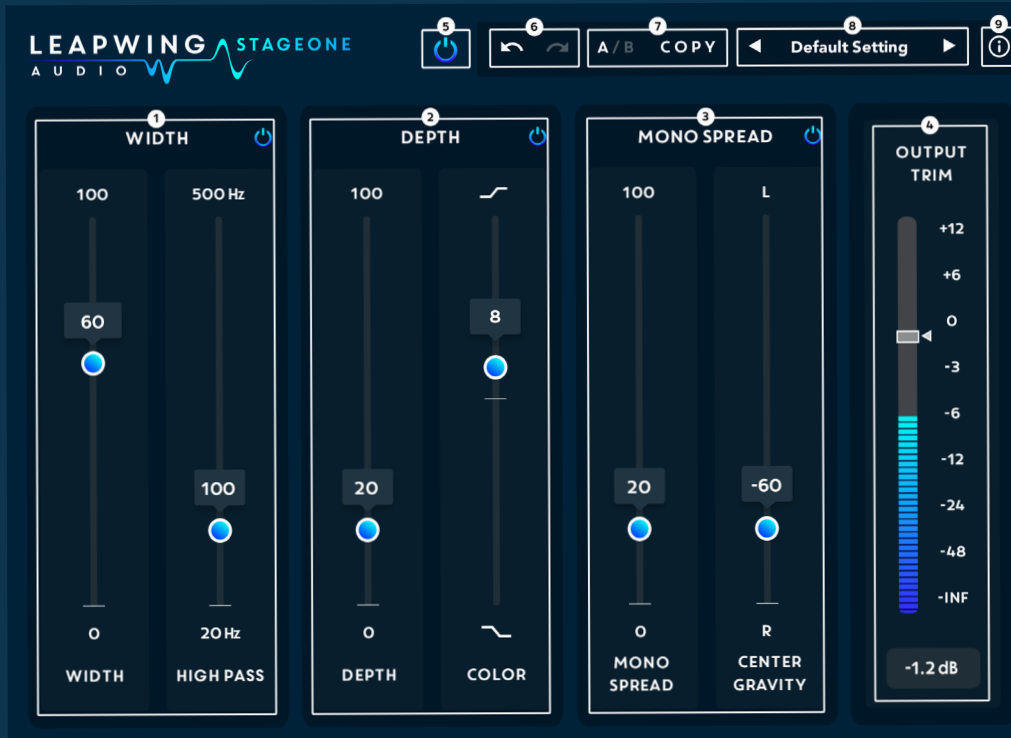 5
6
7
8
9
LEAPWING STAGEONE
AUDIO
A/B COPY
Default Setting
1
WIDTH
100
500 Hz
60
100
0
20 Hz
WIDTH
HIGH PASS
2
DEPTH
100
8
20
0
DEPTH
COLOR
3
MONO SPREAD
100
L
20
-60
0
R
MONO
SPREAD
CENTER
GRAVITY
4
OUTPUT
TRIM
+12
+6
0
-3
-6
-12
-24
-48
-INF
-1.2 dB